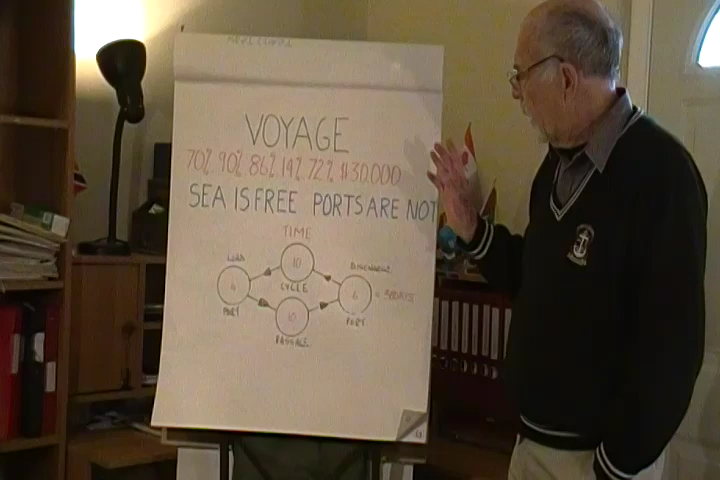 VOYAGE
70% 90% 86% 14% 72% $30,000
SEA IS FREE PORTS ARE NOT
TIME
LOAD
10
4
CYCLE
6
PORT
10
PORT
PASSAGE